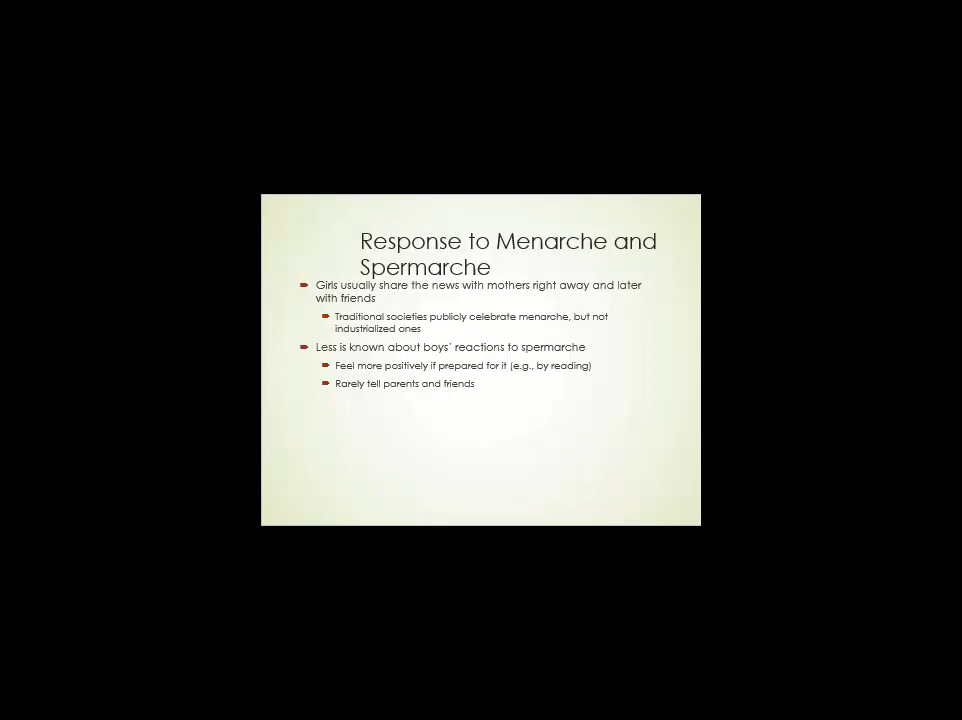 Response to Menarche and
Spermarche
Girls usually share the news with mothers right away and later
with friends
Traditional societies publicly celebrate menarche, but not
industrialized ones
Less is known about boys' reactions to spermarche
Feel more positively if prepared for it (e.g., by reading)
Rarely tell parents and friends